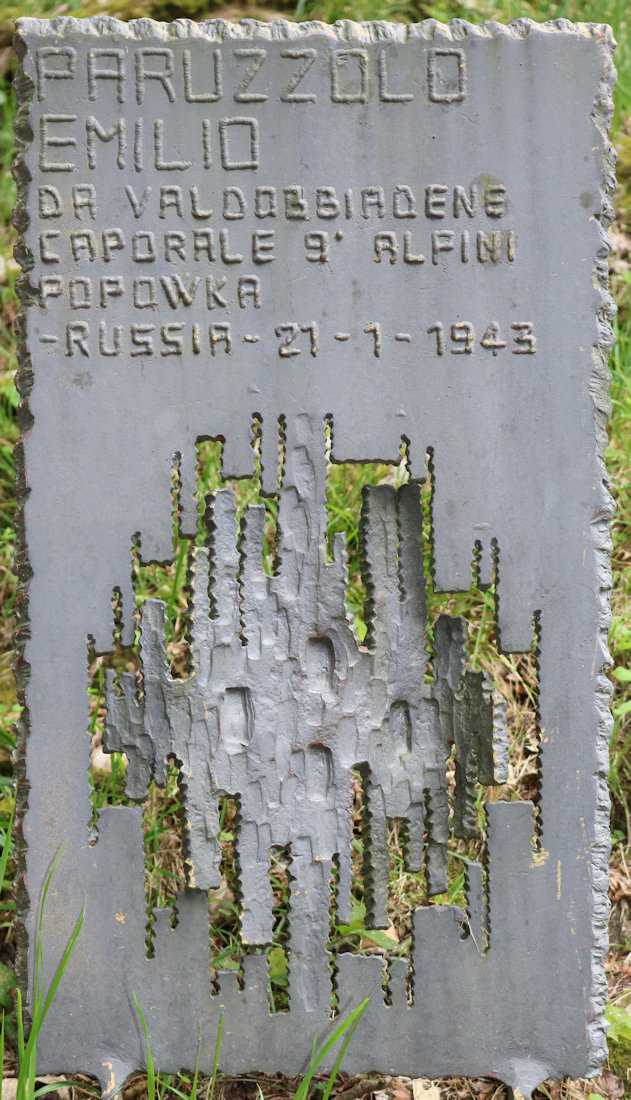 PARUZZOLO
EMILIO
DA VALDOBBIADENE
CAPORALE 9° ALPINI
POPOWKA
-RUSSIA-21-1-1943